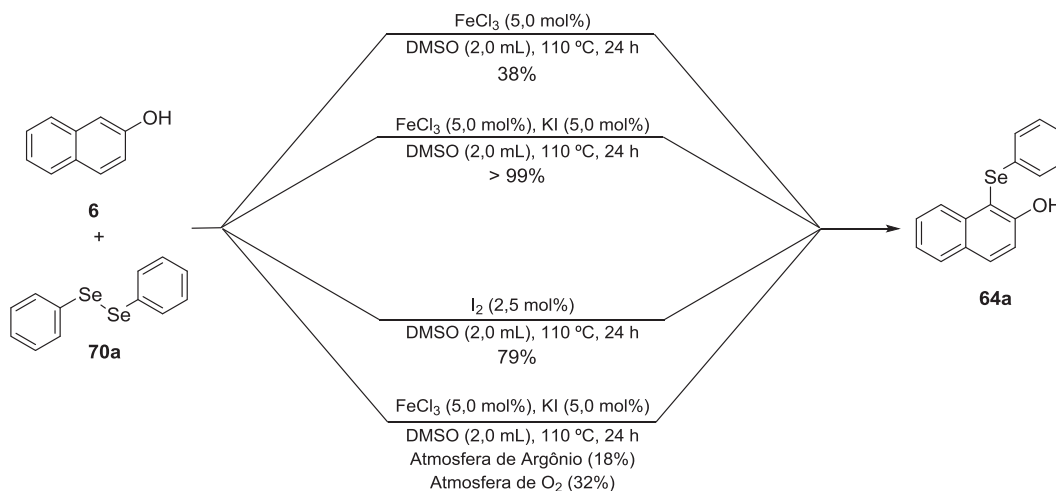 FeCl₃ (5,0 mol%)
DMSO (2,0 mL), 110 ºC, 24 h
38%
OH
6
+
Se
Se
70a
FeCl₃ (5,0 mol%), KI (5,0 mol%)
DMSO (2,0 mL), 110 ºC, 24 h
> 99%
I₂ (2,5 mol%)
DMSO (2,0 mL), 110 ºC, 24 h
79%
FeCl₃ (5,0 mol%), KI (5,0 mol%)
DMSO (2,0 mL), 110 ºC, 24 h
Atmosfera de Argônio (18%)
Atmosfera de O₂ (32%)
Se
OH
64a